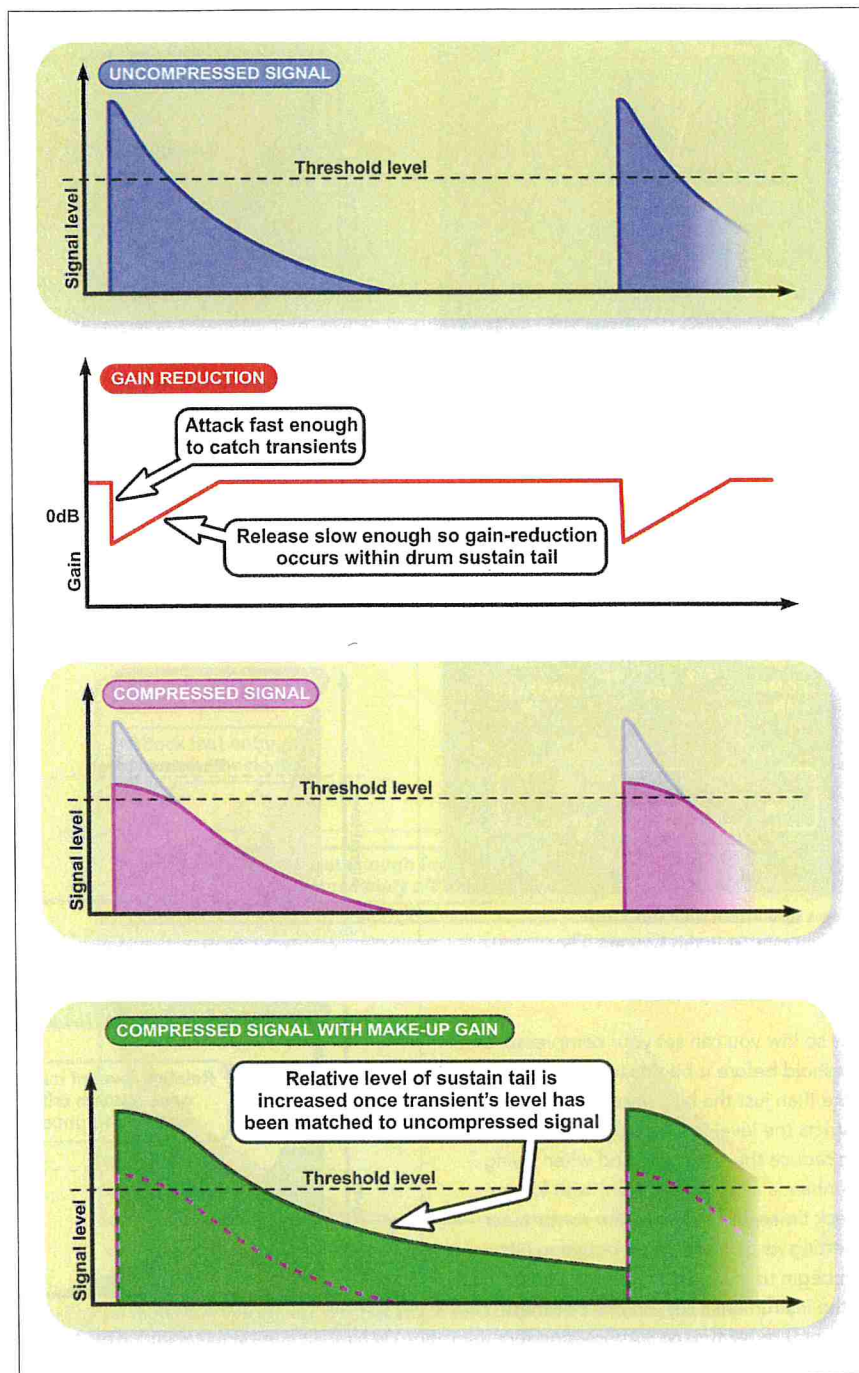 UNCOMPRESSED SIGNAL
Threshold level
Signal level
GAIN REDUCTION
Attack fast enough
to catch transients
0dB
Release slow enough so gain-reduction
occurs within drum sustain tail
Gain
COMPRESSED SIGNAL
Threshold level
Signal level
COMPRESSED SIGNAL WITH MAKE-UP GAIN
Relative level of sustain tail is
increased once transient's level has
been matched to uncompressed signal
Threshold level
Signal level